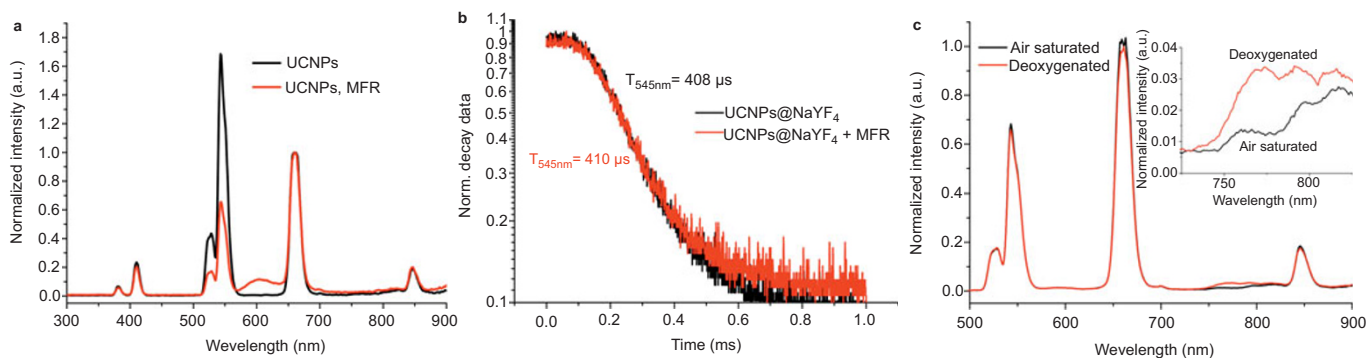 a
1.8
1.6
1.4
1.2
1.0
0.8
0.6
0.4
0.2
0.0
Normalized intensity (a.u.)
UCNPs
UCNPs, MFR
300 400 500 600 700 800 900
Wavelength (nm)
b
1.1
1.0
0.9
0.8
0.7
0.6
0.5
0.4
0.3
0.2
0.1
Norm. decay data
T545nm= 408 µs
UCNPs@NaYF4
UCNPs@NaYF4 + MFR
T545nm= 410 µs
0.0 0.2 0.4 0.6 0.8 1.0
Time (ms)
c
1.0
0.8
0.6
0.4
0.2
0.0
Normalized intensity (a.u.)
Air saturated
Deoxygenated
0.04
0.03
0.02
0.01
0.00
Normalized intensity (a.u.)
Deoxygenated
Air saturated
750 800
Wavelength (nm)
500 600 700 800 900
Wavelength (nm)